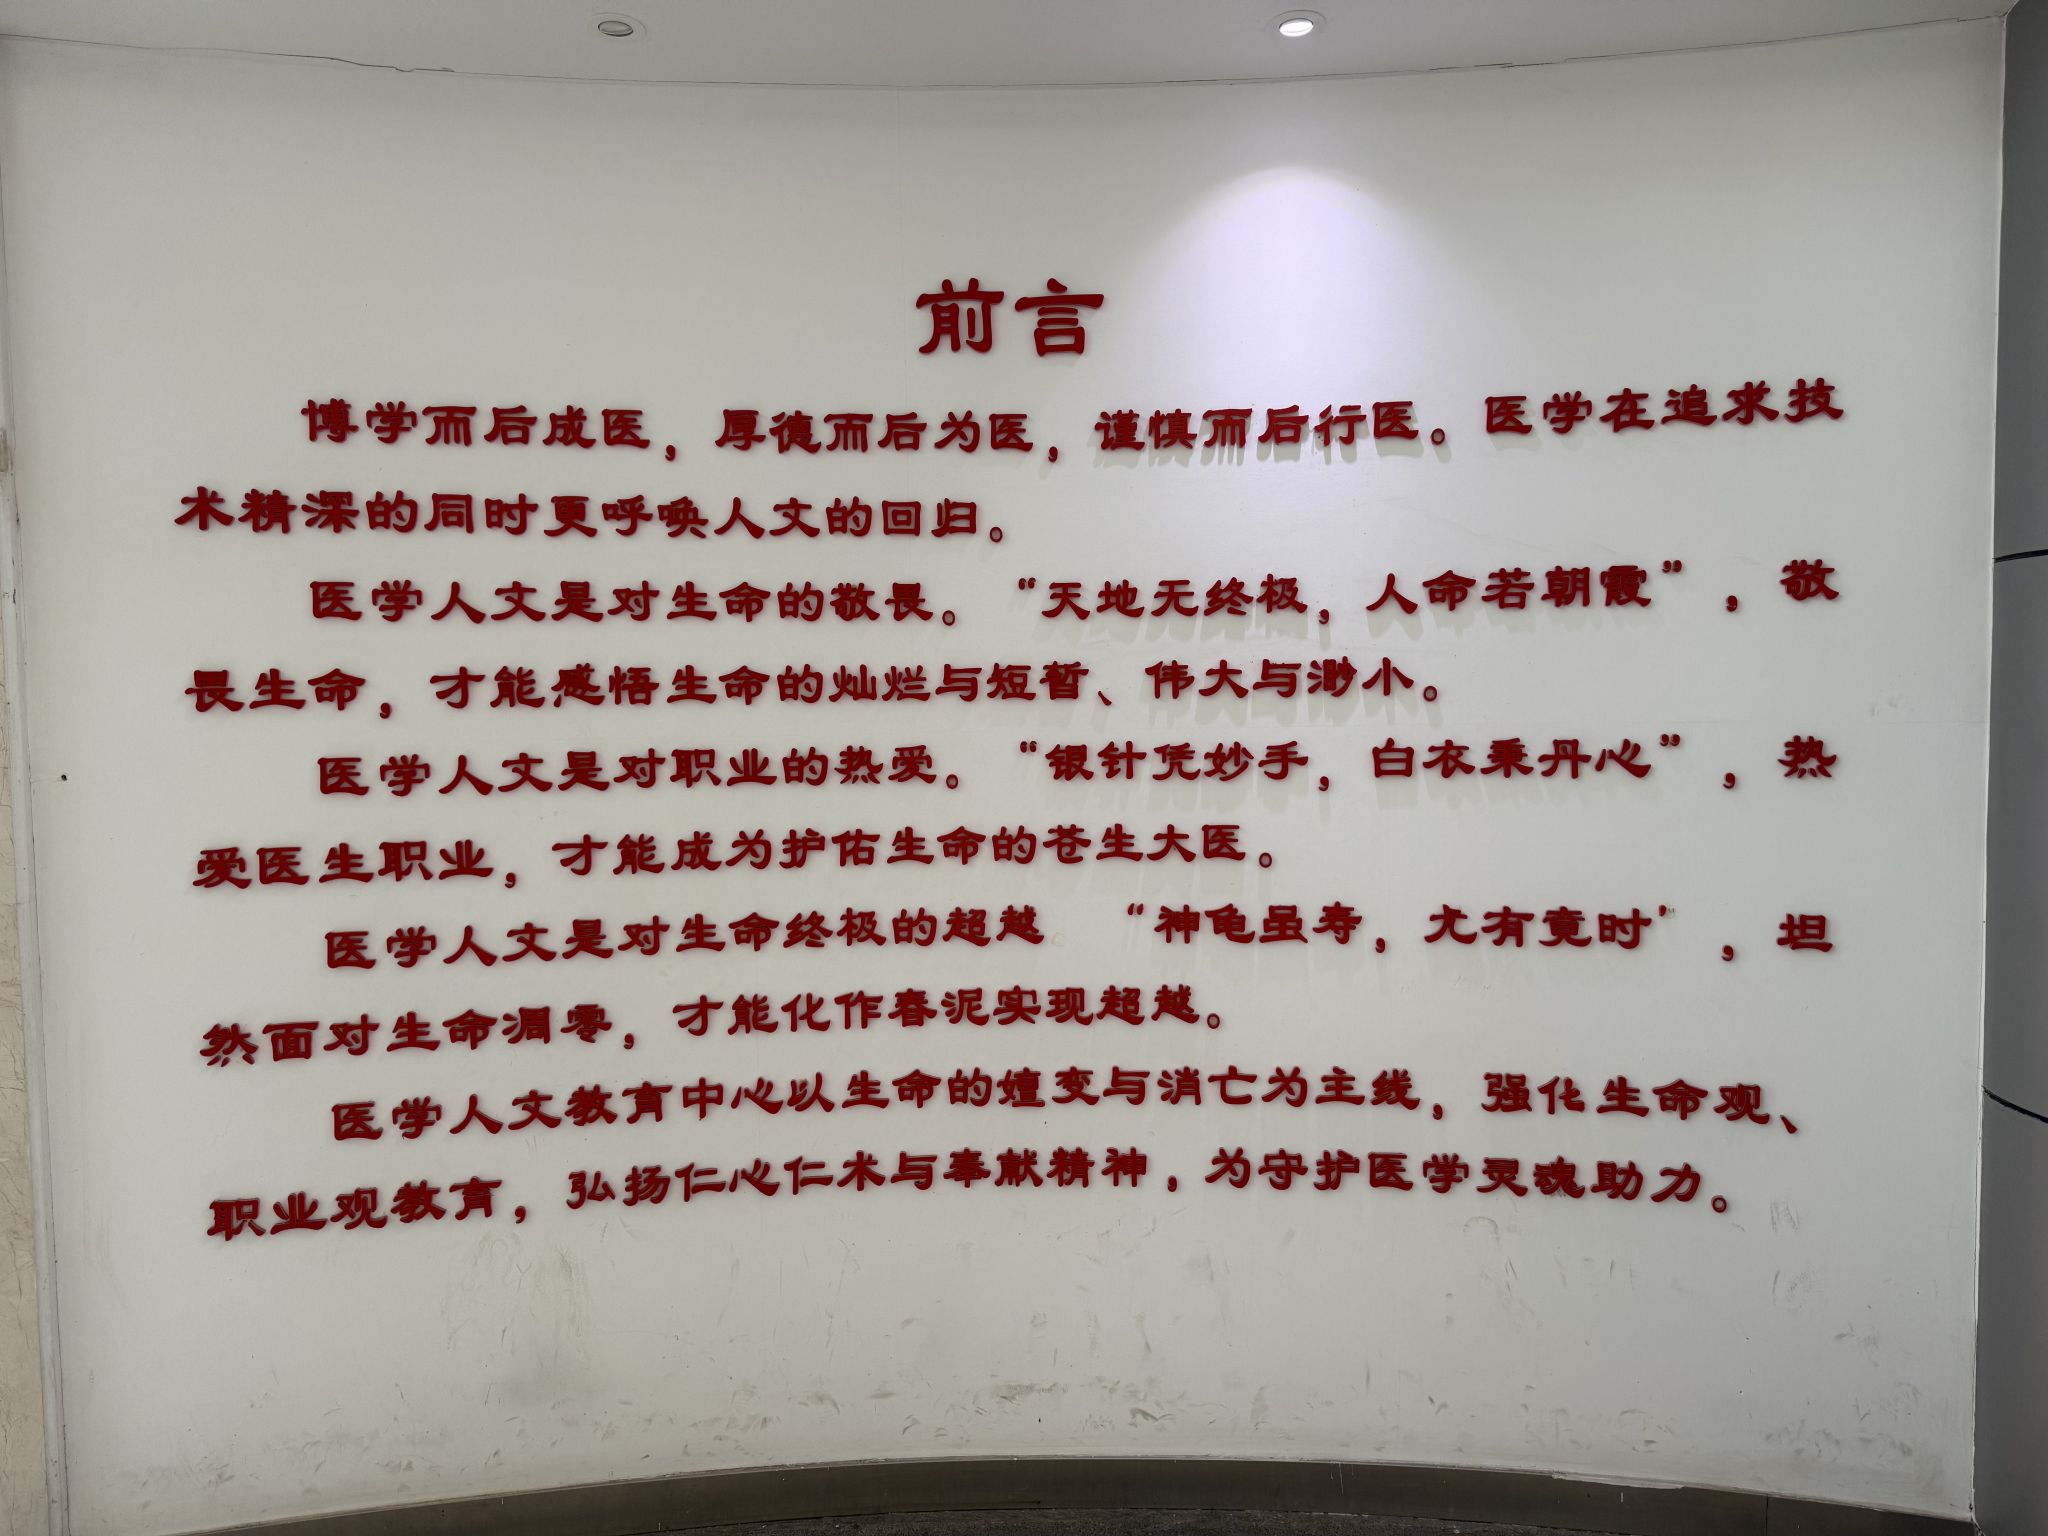 前言
博学而后成医，厚德而后为医，谨慎而后行医。医学在追求技
术精深的同时更呼唤人文的回归。
医学人文是对生命的敬畏。“天地无终极，人命若朝霞”，敬
畏生命，才能感悟生命的灿烂与短暂、伟大与渺小。
医学人文是对职业的热爱。“银针凭妙手，白衣秉丹心”，热
爱医生职业，才能成为护佑生命的苍生大医。
医学人文是对生命终极的超越 “神龟虽寿，尤有竟时’，坦
然面对生命凋零，才能化作春泥实现超越。
医学人文教育中心以生命的嬗变与消亡为主线，强化生命观、
职业观教育，弘扬仁心仁术与奉献精神，为守护医学灵魂助力。